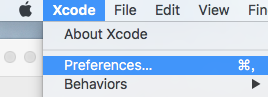 Xcode File Edit View Fin
About Xcode
Preferences... ⌘,
Behaviors